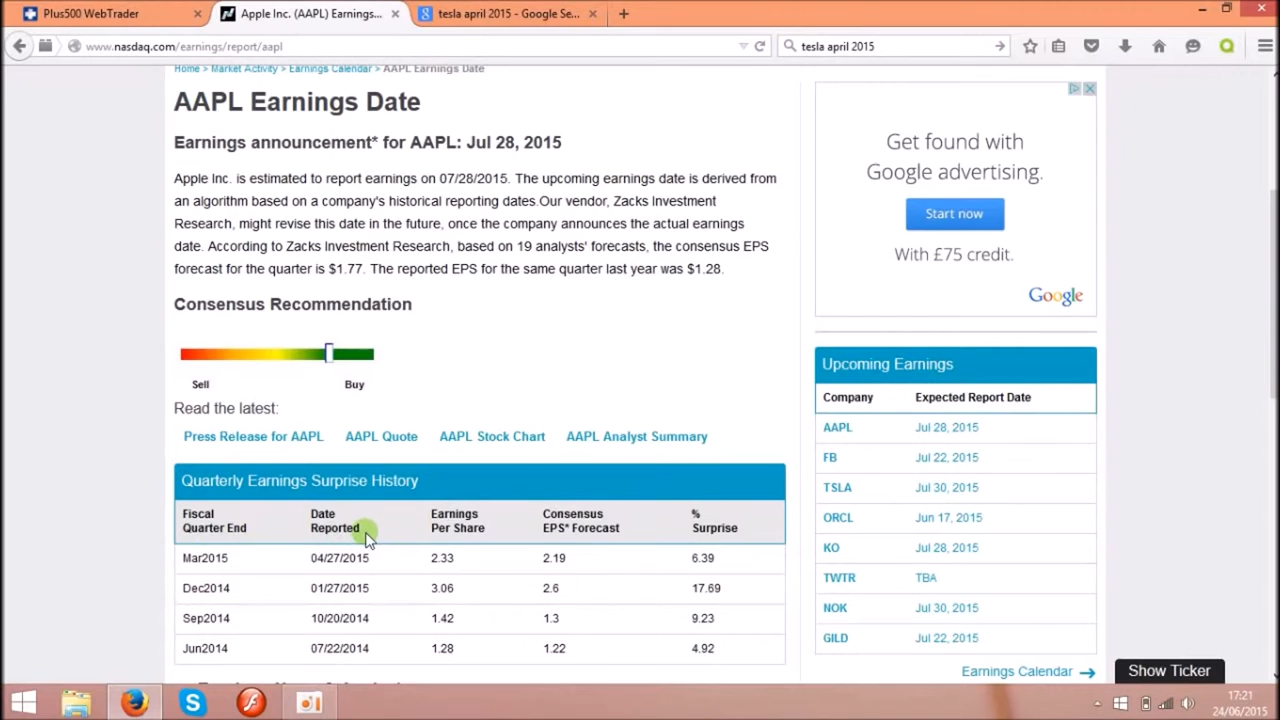 Plus500 WebTrader
Apple Inc. (AAPL) Earnings...
tesla april 2015 - Google Se...
www.nasdaq.com/earnings/report/aapl
tesla april 2015
Home > Market Activity > Earnings Calendar > AAPL Earnings Date
AAPL Earnings Date
Earnings announcement* for AAPL: Jul 28, 2015
Apple Inc. is estimated to report earnings on 07/28/2015. The upcoming earnings date is derived from
an algorithm based on a company's historical reporting dates.Our vendor, Zacks Investment
Research, might revise this date in the future, once the company announces the actual earnings
date. According to Zacks Investment Research, based on 19 analysts' forecasts, the consensus EPS
forecast for the quarter is $1.77. The reported EPS for the same quarter last year was $1.28.
Consensus Recommendation
Sell Buy
Read the latest:
Press Release for AAPL AAPL Quote AAPL Stock Chart AAPL Analyst Summary
Quarterly Earnings Surprise History
Fiscal Quarter End Date Reported Earnings Per Share Consensus EPS* Forecast % Surprise
Mar2015 04/27/2015 2.33 2.19 6.39
Dec2014 01/27/2015 3.06 2.6 17.69
Sep2014 10/20/2014 1.42 1.3 9.23
Jun2014 07/22/2014 1.28 1.22 4.92
Get found with
Google advertising.
Start now
With £75 credit.
Google
Upcoming Earnings
Company Expected Report Date
AAPL Jul 28, 2015
FB Jul 22, 2015
TSLA Jul 30, 2015
ORCL Jun 17, 2015
KO Jul 28, 2015
TWTR TBA
NOK Jul 30, 2015
GILD Jul 22, 2015
Earnings Calendar
Show Ticker
17:21
24/06/2015